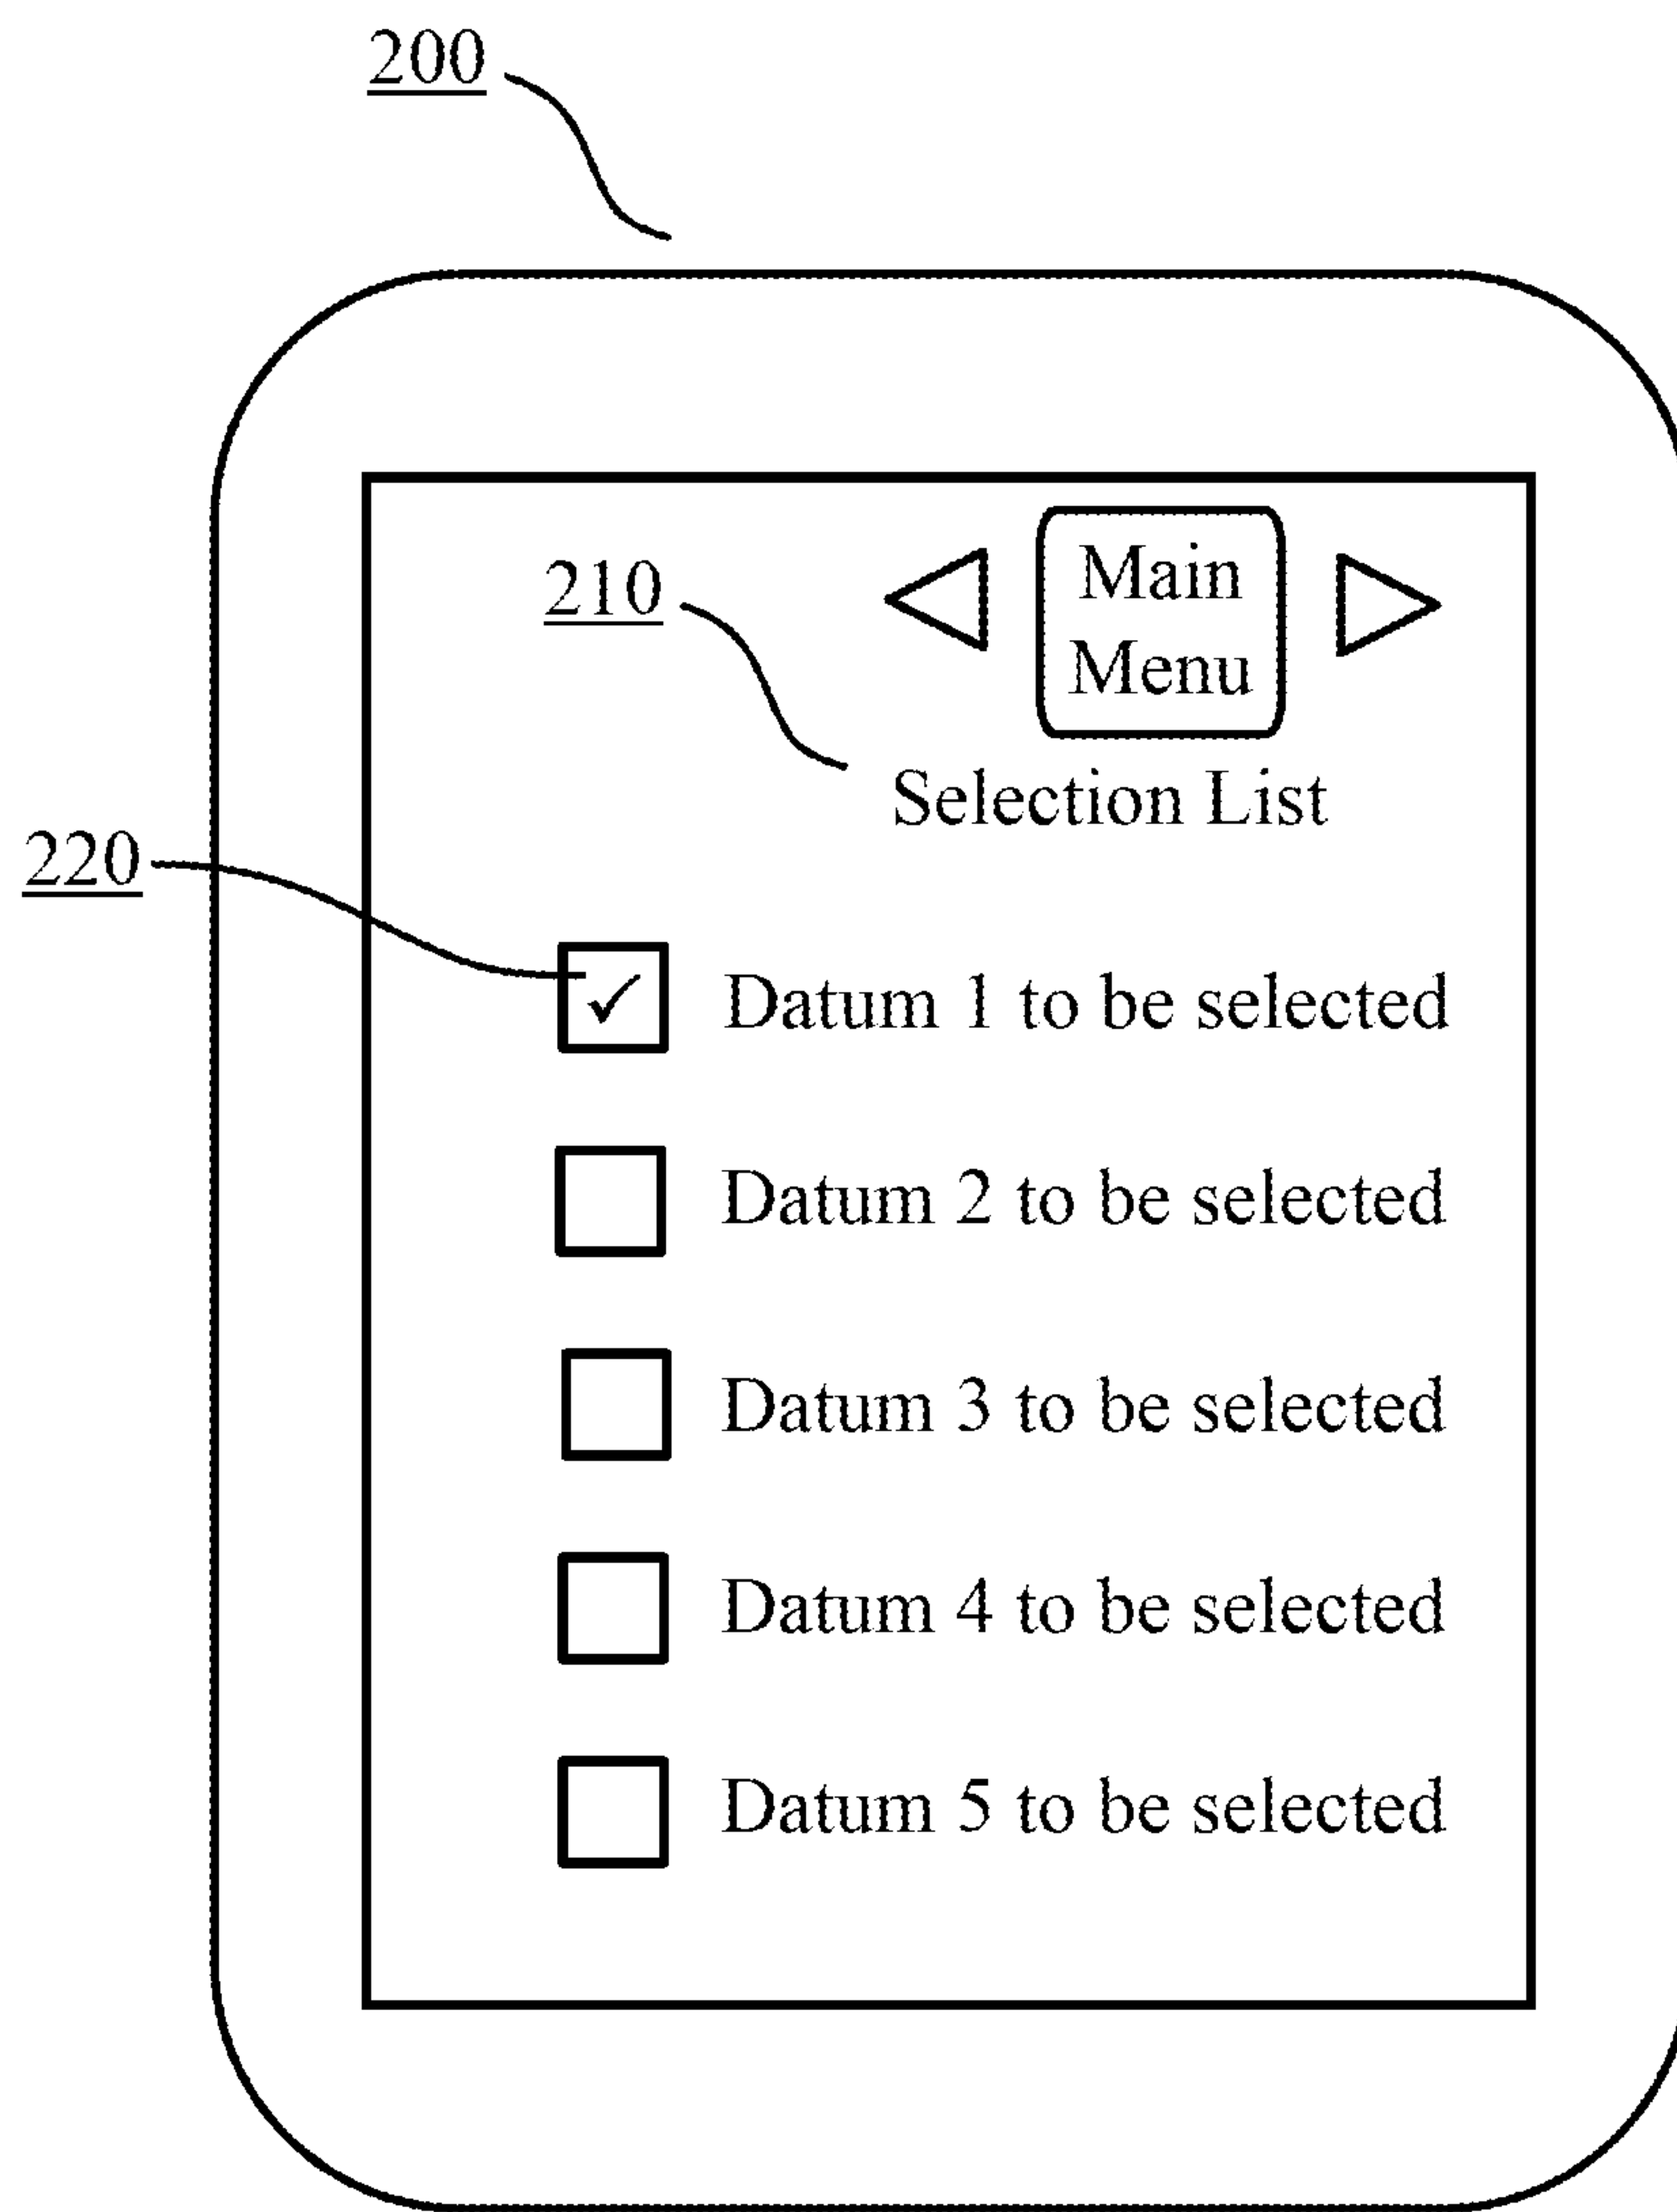 200
210
Main
Menu
Selection List
220
✓ Datum 1 to be selected
Datum 2 to be selected
Datum 3 to be selected
Datum 4 to be selected
Datum 5 to be selected